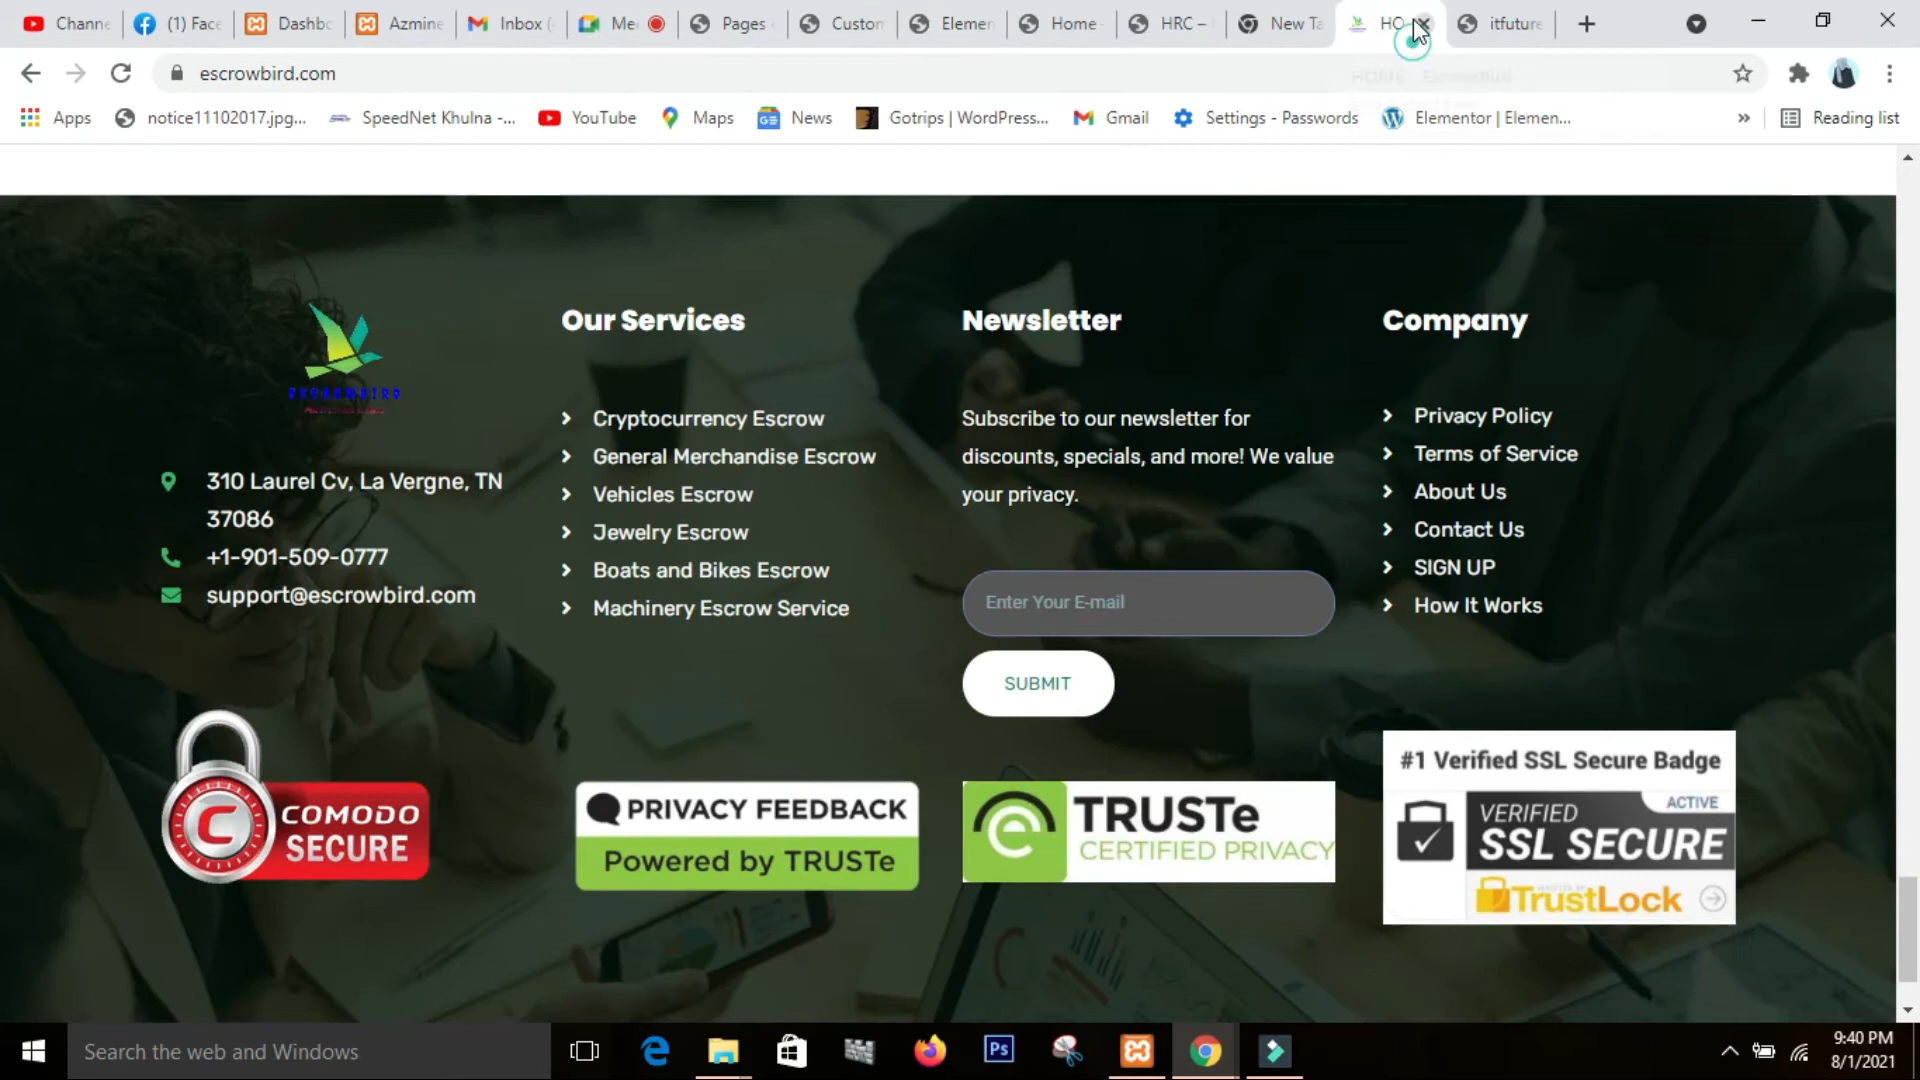 Chann
(1) Face
Dashbo
Azmine
Inbox (
Me
Pages
Custom
Elemen
Home
HRC –
New Ta
HO
itfuture
escrowbird.com
Apps
notice11102017.jpg...
SpeedNet Khulna -...
YouTube
Maps
News
Gotrips | WordPress...
Gmail
Settings - Passwords
Elementor | Elemen...
»
Reading list
ESCROWBIRD
310 Laurel Cv, La Vergne, TN
37086
+1-901-509-0777
support@escrowbird.com
Our Services
Cryptocurrency Escrow
General Merchandise Escrow
Vehicles Escrow
Jewelry Escrow
Boats and Bikes Escrow
Machinery Escrow Service
Newsletter
Subscribe to our newsletter for
discounts, specials, and more! We value
your privacy.
Enter Your E-mail
SUBMIT
Company
Privacy Policy
Terms of Service
About Us
Contact Us
SIGN UP
How It Works
C
COMODO
SECURE
PRIVACY FEEDBACK
Powered by TRUSTe
TRUSTe
CERTIFIED PRIVACY
#1 Verified SSL Secure Badge
ACTIVE
VERIFIED
SSL SECURE
TrustLock
Search the web and Windows
Ps
9:40 PM
8/1/2021